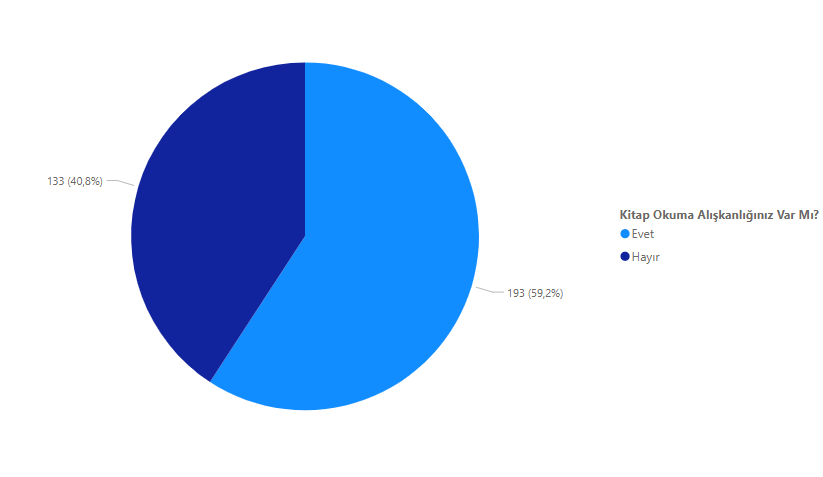 133 (40,8%)
193 (59,2%)
Kitap Okuma Alışkanlığınız Var Mı?
Evet
Hayır